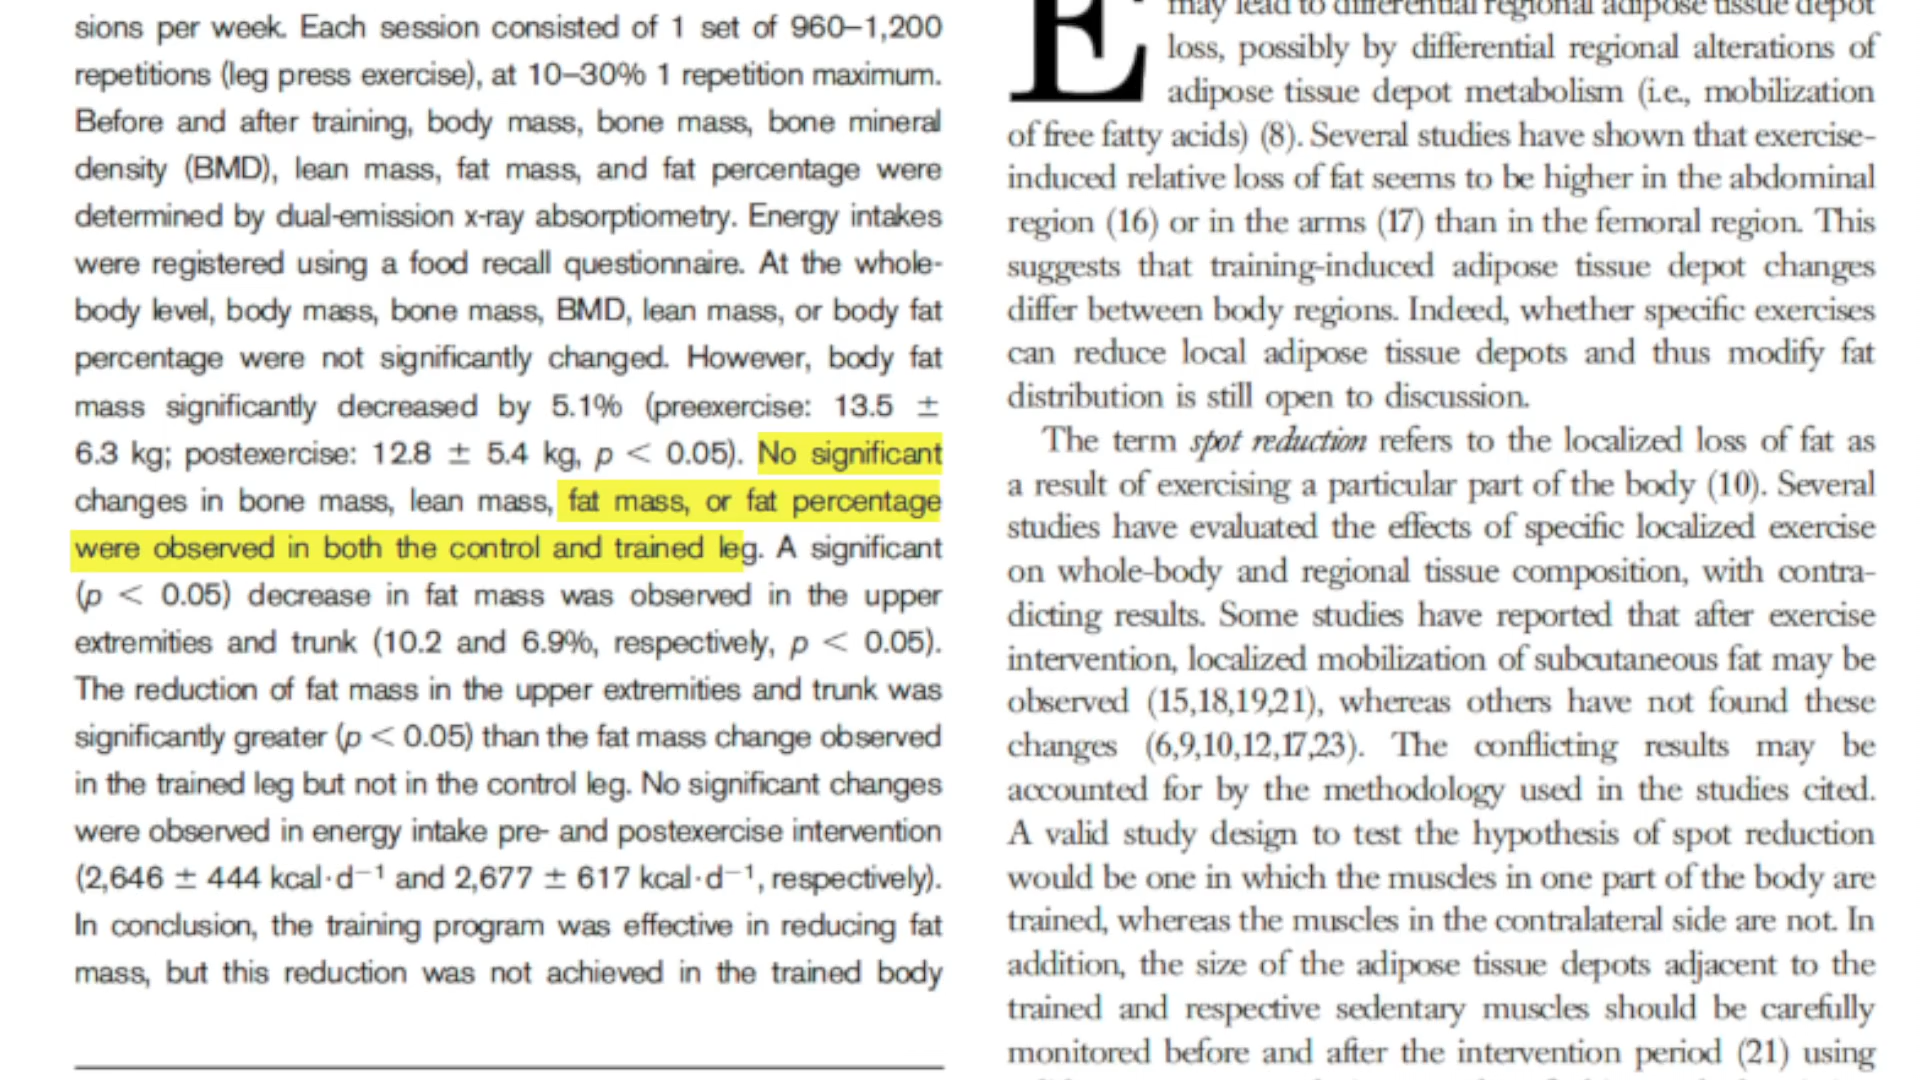 sions per week. Each session consisted of 1 set of 960–1,200
repetitions (leg press exercise), at 10–30% 1 repetition maximum.
Before and after training, body mass, bone mass, bone mineral
density (BMD), lean mass, fat mass, and fat percentage were
determined by dual-emission x-ray absorptiometry. Energy intakes
were registered using a food recall questionnaire. At the whole-
body level, body mass, bone mass, BMD, lean mass, or body fat
percentage were not significantly changed. However, body fat
mass significantly decreased by 5.1% (preexercise: 13.5 ±
6.3 kg; postexercise: 12.8 ± 5.4 kg, p < 0.05). No significant
changes in bone mass, lean mass, fat mass, or fat percentage
were observed in both the control and trained leg. A significant
(p < 0.05) decrease in fat mass was observed in the upper
extremities and trunk (10.2 and 6.9%, respectively, p < 0.05).
The reduction of fat mass in the upper extremities and trunk was
significantly greater (p < 0.05) than the fat mass change observed
in the trained leg but not in the control leg. No significant changes
were observed in energy intake pre- and postexercise intervention
(2,646 ± 444 kcal·d⁻¹ and 2,677 ± 617 kcal·d⁻¹, respectively).
In conclusion, the training program was effective in reducing fat
mass, but this reduction was not achieved in the trained body
E may lead to differential regional adipose tissue depot
loss, possibly by differential regional alterations of
adipose tissue depot metabolism (i.e., mobilization
of free fatty acids) (8). Several studies have shown that exercise-
induced relative loss of fat seems to be higher in the abdominal
region (16) or in the arms (17) than in the femoral region. This
suggests that training-induced adipose tissue depot changes
differ between body regions. Indeed, whether specific exercises
can reduce local adipose tissue depots and thus modify fat
distribution is still open to discussion.
The term spot reduction refers to the localized loss of fat as
a result of exercising a particular part of the body (10). Several
studies have evaluated the effects of specific localized exercise
on whole-body and regional tissue composition, with contra-
dicting results. Some studies have reported that after exercise
intervention, localized mobilization of subcutaneous fat may be
observed (15,18,19,21), whereas others have not found these
changes (6,9,10,12,17,23). The conflicting results may be
accounted for by the methodology used in the studies cited.
A valid study design to test the hypothesis of spot reduction
would be one in which the muscles in one part of the body are
trained, whereas the muscles in the contralateral side are not. In
addition, the size of the adipose tissue depots adjacent to the
trained and respective sedentary muscles should be carefully
monitored before and after the intervention period (21) using